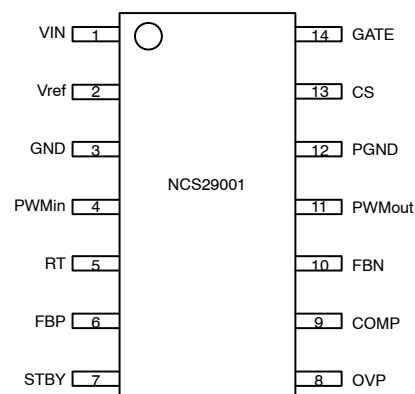 VIN 1 14 GATE
Vref 2 13 CS
GND 3 12 PGND
NCS29001
PWMin 4 11 PWMout
RT 5 10 FBN
FBP 6 9 COMP
STBY 7 8 OVP